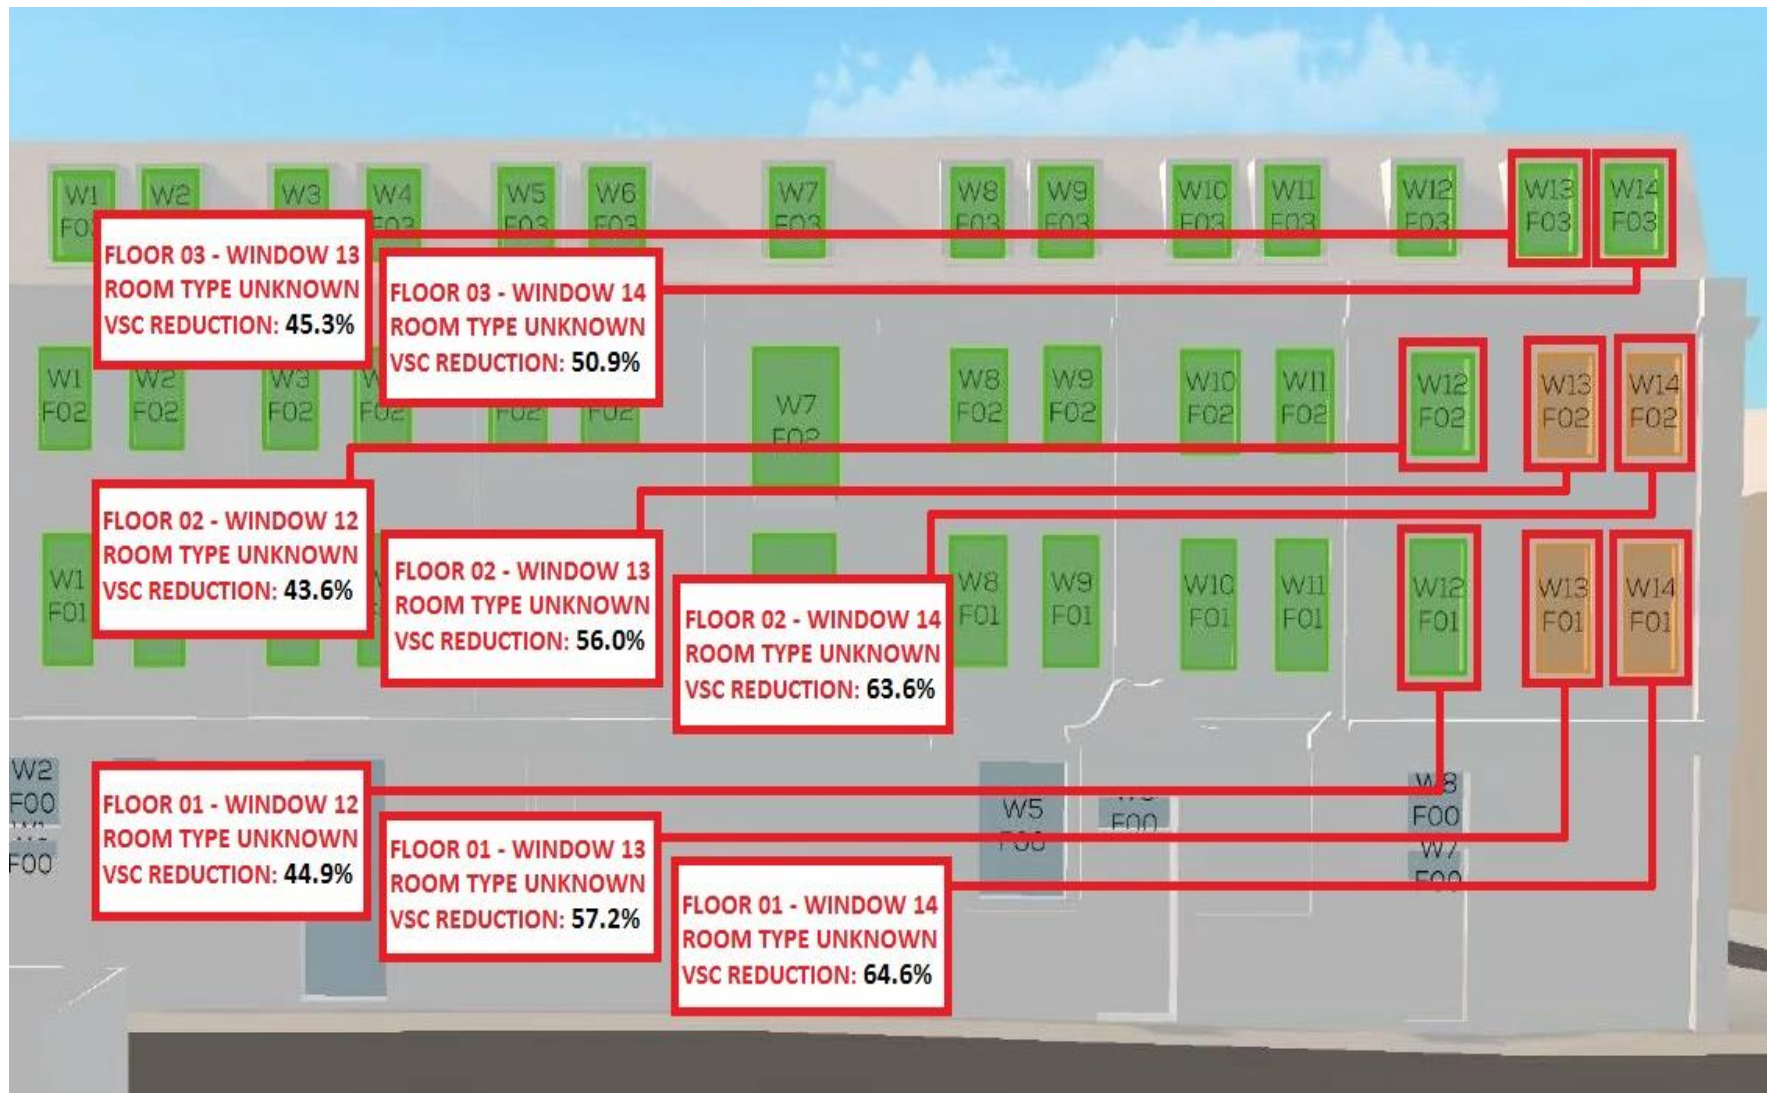 W1
F03
W2
W3
W4
F03
W5
F03
W6
F03
W7
F03
W8
F03
W9
F03
W10
F03
W11
F03
W12
F03
W13
F03
W14
F03
FLOOR 03 - WINDOW 13
ROOM TYPE UNKNOWN
VSC REDUCTION: 45.3%
FLOOR 03 - WINDOW 14
ROOM TYPE UNKNOWN
VSC REDUCTION: 50.9%
W1
F02
W2
F02
W3
F02
F02
F02
F02
W7
F02
W8
F02
W9
F02
W10
F02
W11
F02
W12
F02
W13
F02
W14
F02
FLOOR 02 - WINDOW 12
ROOM TYPE UNKNOWN
VSC REDUCTION: 43.6%
FLOOR 02 - WINDOW 13
ROOM TYPE UNKNOWN
VSC REDUCTION: 56.0%
FLOOR 02 - WINDOW 14
ROOM TYPE UNKNOWN
VSC REDUCTION: 63.6%
W1
F01
W8
F01
W9
F01
W10
F01
W11
F01
W12
F01
W13
F01
W14
F01
W2
F00
F00
W5
F00
F00
W8
F00
W7
F00
FLOOR 01 - WINDOW 12
ROOM TYPE UNKNOWN
VSC REDUCTION: 44.9%
FLOOR 01 - WINDOW 13
ROOM TYPE UNKNOWN
VSC REDUCTION: 57.2%
FLOOR 01 - WINDOW 14
ROOM TYPE UNKNOWN
VSC REDUCTION: 64.6%